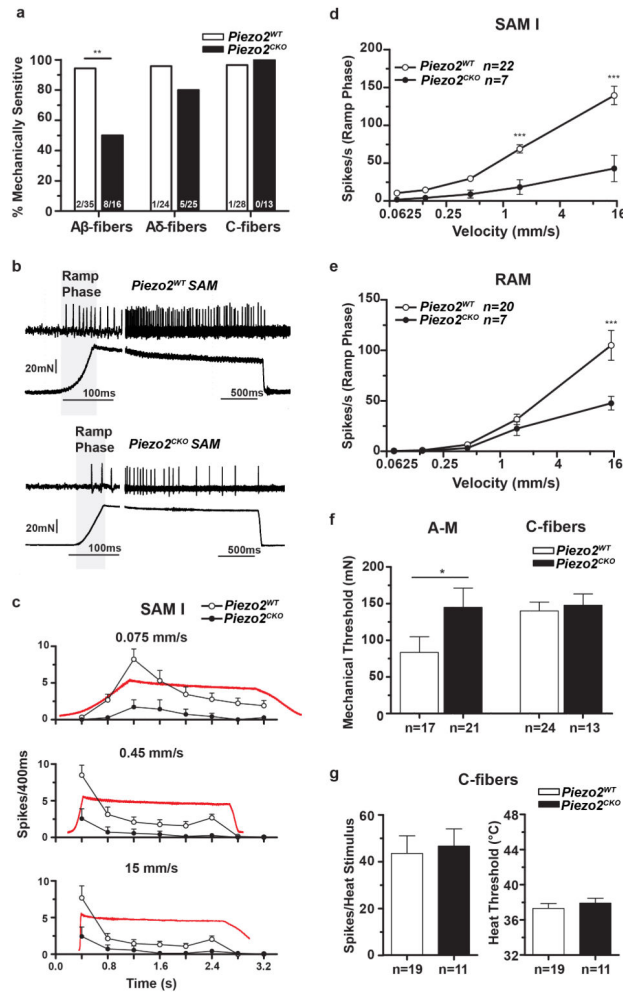 a
Piezo2WT
Piezo2CKO
**
% Mechanically Sensitive
100
80
60
40
20
0
2/35 8/16 1/24 5/25 1/28 0/13
Aβ-fibers Aδ-fibers C-fibers
b
Ramp
Phase
Piezo2WT SAM
20mN
100ms 500ms
Ramp
Phase
Piezo2CKO SAM
20mN
100ms 500ms
c
SAM I
Piezo2WT
Piezo2CKO
0.075 mm/s
10
5
0
0.45 mm/s
10
5
0
Spikes/400ms
15 mm/s
10
5
0
0.0 0.8 1.6 2.4 3.2
Time (s)
d
SAM I
Piezo2WT n=22
Piezo2CKO n=7
***
***
Spikes/s (Ramp Phase)
200
150
100
50
0
0.0625 0.25 1 4 16
Velocity (mm/s)
e
RAM
Piezo2WT n=20
Piezo2CKO n=7
***
Spikes/s (Ramp Phase)
150
100
50
0
0.0625 0.25 1 4 16
Velocity (mm/s)
f
A-M C-fibers
Piezo2WT
Piezo2CKO
*
Mechanical Threshold (mN)
200
150
100
50
0
n=17 n=21 n=24 n=13
g
C-fibers
Piezo2WT
Piezo2CKO
Spikes/Heat Stimulus
60
40
20
0
n=19 n=11
Heat Threshold (°C)
48
44
40
36
32
n=19 n=11